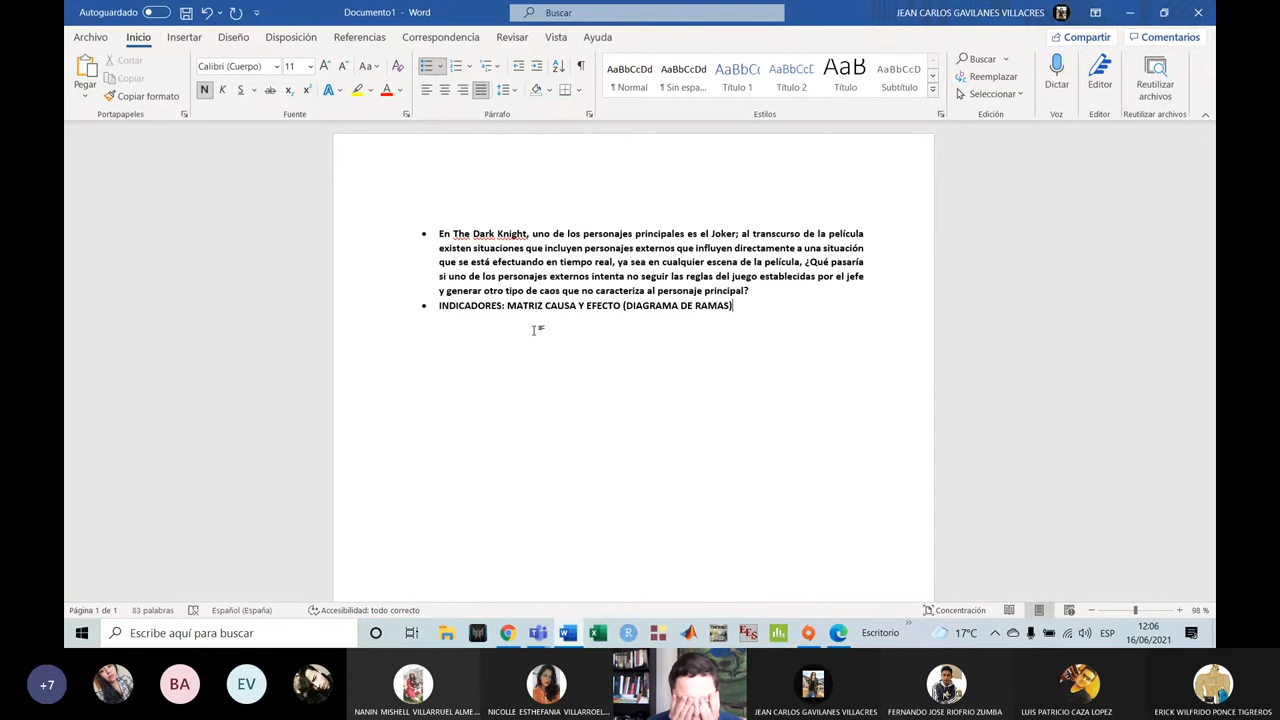 Autoguardado
Documento1 - Word
Buscar
JEAN CARLOS GAVILANES VILLACRES
Archivo
Inicio
Insertar
Diseño
Disposición
Referencias
Correspondencia
Revisar
Vista
Ayuda
Compartir
Comentarios
Pegar
Cortar
Copiar
Copiar formato
Portapapeles
Calibri (Cuerpo)
11
Fuente
Párrafo
AaBbCcDd
¶ Normal
AaBbCcDd
¶ Sin espa...
AaBbCc
Título 1
AaBbCcD
Título 2
AaB
Título
AaBbCcD
Subtítulo
Estilos
Buscar
Reemplazar
Seleccionar
Edición
Dictar
Voz
Editor
Editor
Reutilizar
archivos
Reutilizar archivos
• En The Dark Knight, uno de los personajes principales es el Joker; al transcurso de la película
existen situaciones que incluyen personajes externos que influyen directamente a una situación
que se está efectuando en tiempo real, ya sea en cualquier escena de la película, ¿Qué pasaría
si uno de los personajes externos intenta no seguir las reglas del juego establecidas por el jefe
y generar otro tipo de caos que no caracteriza al personaje principal?
• INDICADORES: MATRIZ CAUSA Y EFECTO (DIAGRAMA DE RAMAS)
Página 1 de 1
83 palabras
Español (España)
Accesibilidad: todo correcto
Concentración
98 %
Escribe aquí para buscar
Escritorio
17°C
ESP
12:06
16/06/2021
+7
BA
EV
NANIN MISHELL VILLARRUEL ALME...
NICOLLE ESTHEFANIA VILLARROEL...
JEAN CARLOS GAVILANES VILLACRES
FERNANDO JOSE RIOFRIO ZUMBA
LUIS PATRICIO CAZA LOPEZ
ERICK WILFRIDO PONCE TIGREROS